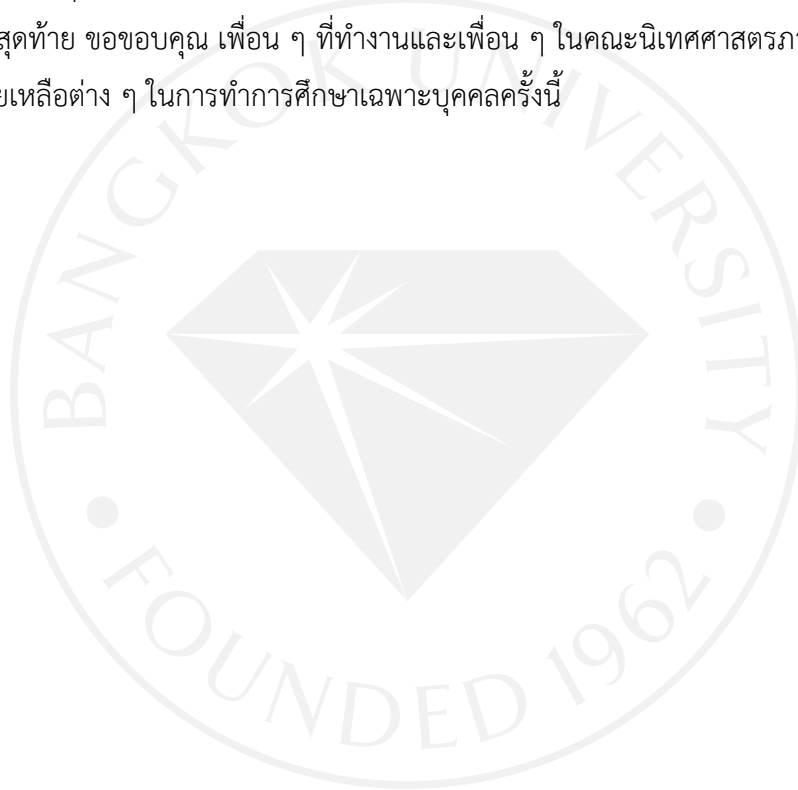 สุดท้าย ขอขอบคุณ เพื่อน ๆ ที่ทำงานและเพื่อน ๆ ในคณะนิเทศศาสตรภา
ยเหลือต่าง ๆ ในการทำการศึกษาเฉพาะบุคคลครั้งนี้
BANGKOK UNIVERSITY
FOUNDED 1962